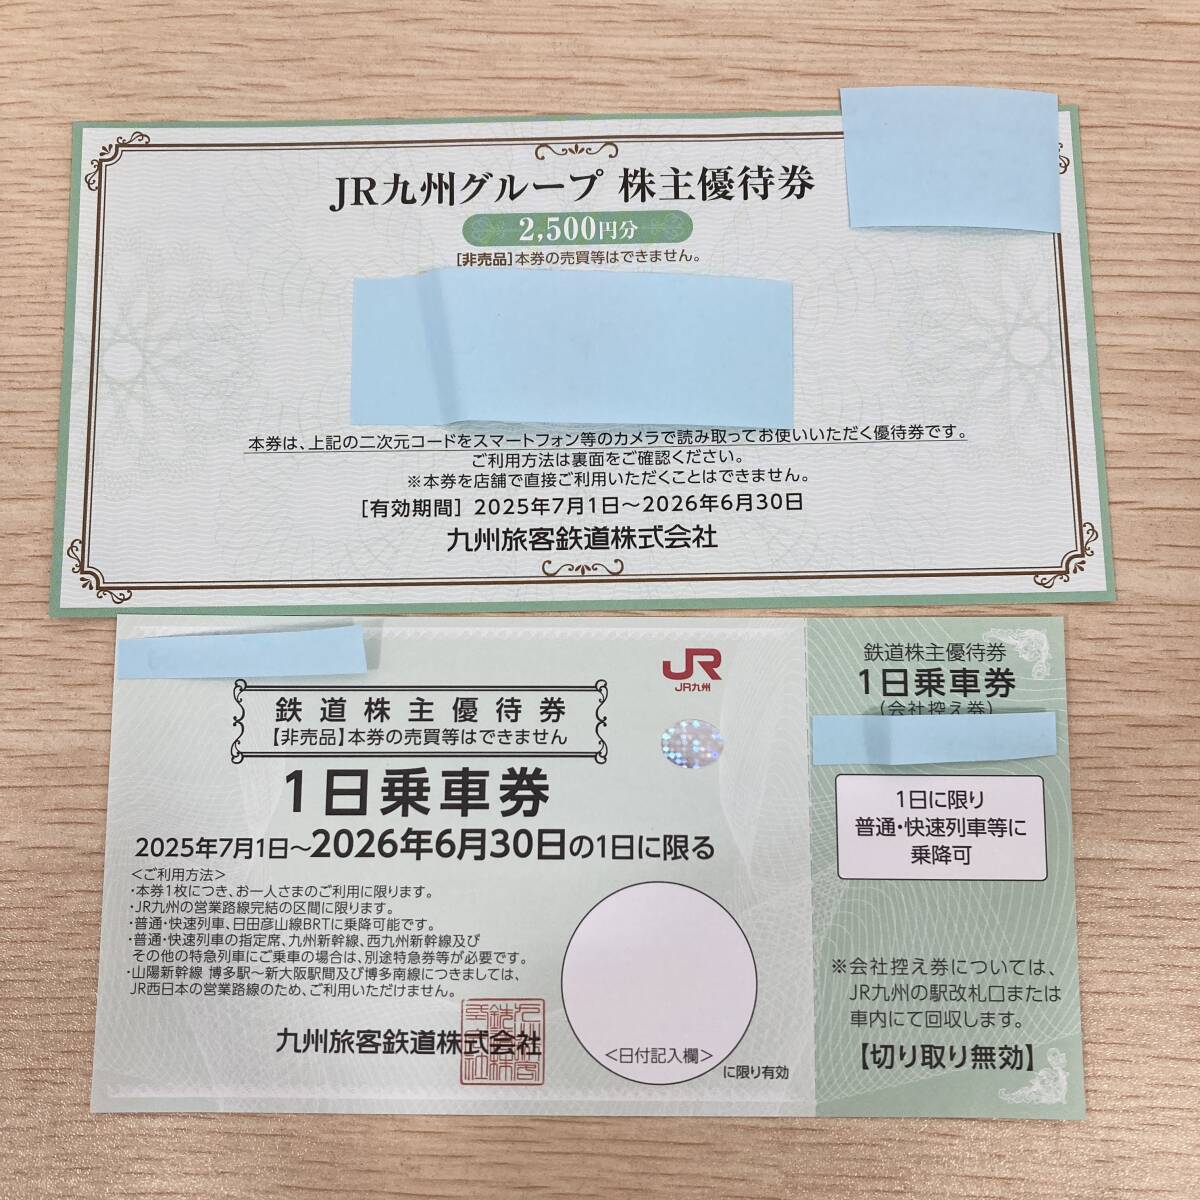 JR九州グループ 株主優待券
2,500円分
[非売品]本券の売買等はできません。
本券は、上記の二次元コードをスマートフォン等のカメラで読み取ってお使いいただく優待券です。
ご利用方法は裏面をご確認ください。
※本券を店舗で直接ご利用いただくことはできません。
[有効期間] 2025年7月1日～2026年6月30日
九州旅客鉄道株式会社
JR
JR九州
鉄道株主優待券
【非売品】本券の売買等はできません
1日乗車券
2025年7月1日～2026年6月30日の1日に限る
＜ご利用方法＞
・本券1枚につき、お一人さまのご利用に限ります。
・JR九州の営業路線完結の区間に限ります。
・普通・快速列車、日田彦山線BRTに乗降可能です。
・普通・快速列車の指定席、九州新幹線、西九州新幹線及び
その他の特急列車にご乗車の場合は、別途特急券等が必要です。
・山陽新幹線 博多駅～新大阪駅間及び博多南線につきましては、
JR西日本の営業路線のため、ご利用いただけません。
九州旅客鉄道株式会社
＜日付記入欄＞
に限り有効
鉄道株主優待券
1日乗車券
(会社控え券)
1日に限り
普通・快速列車等に
乗降可
※会社控え券については、
JR九州の駅改札口または
車内にて回収します。
【切り取り無効】